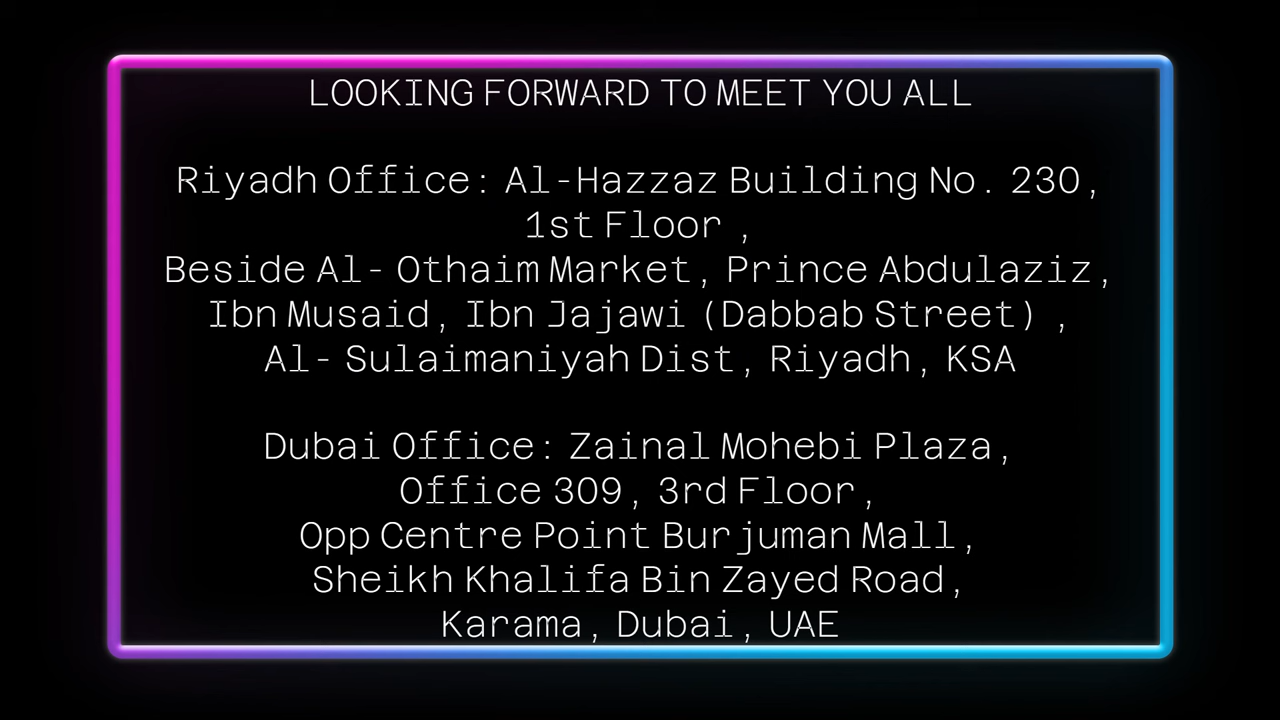 LOOKING FORWARD TO MEET YOU ALL
Riyadh Office: Al-Hazzaz Building No. 230,
1st Floor ,
Beside Al- Othaim Market, Prince Abdulaziz,
Ibn Musaid, Ibn Jajawi (Dabbab Street) ,
Al- Sulaimaniyah Dist, Riyadh, KSA
Dubai Office: Zainal Mohebi Plaza,
Office 309, 3rd Floor,
Opp Centre Point Burjuman Mall,
Sheikh Khalifa Bin Zayed Road,
Karama, Dubai, UAE